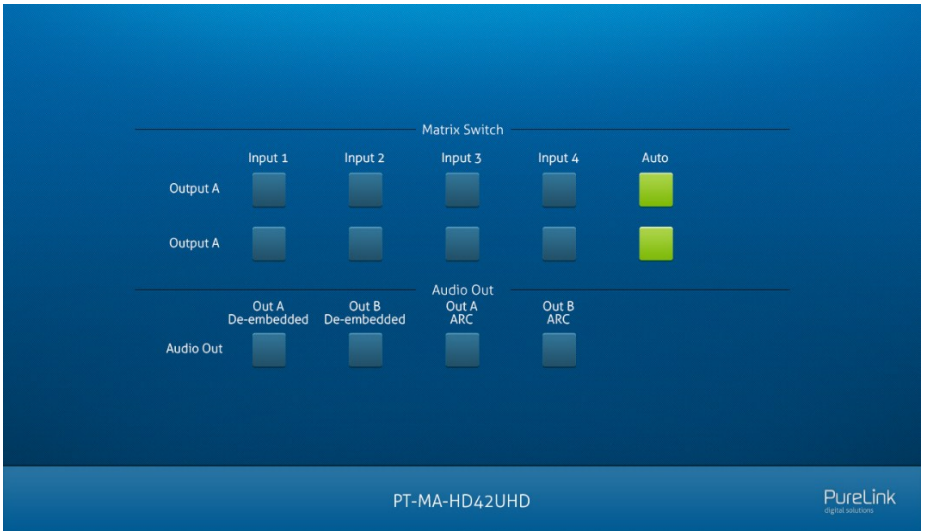 Matrix Switch
Input 1 Input 2 Input 3 Input 4 Auto
Output A
Output A
Audio Out
Out A Out B Out A Out B
De-embedded De-embedded ARC ARC
Audio Out
PT-MA-HD42UHD
PureLink
digital solutions